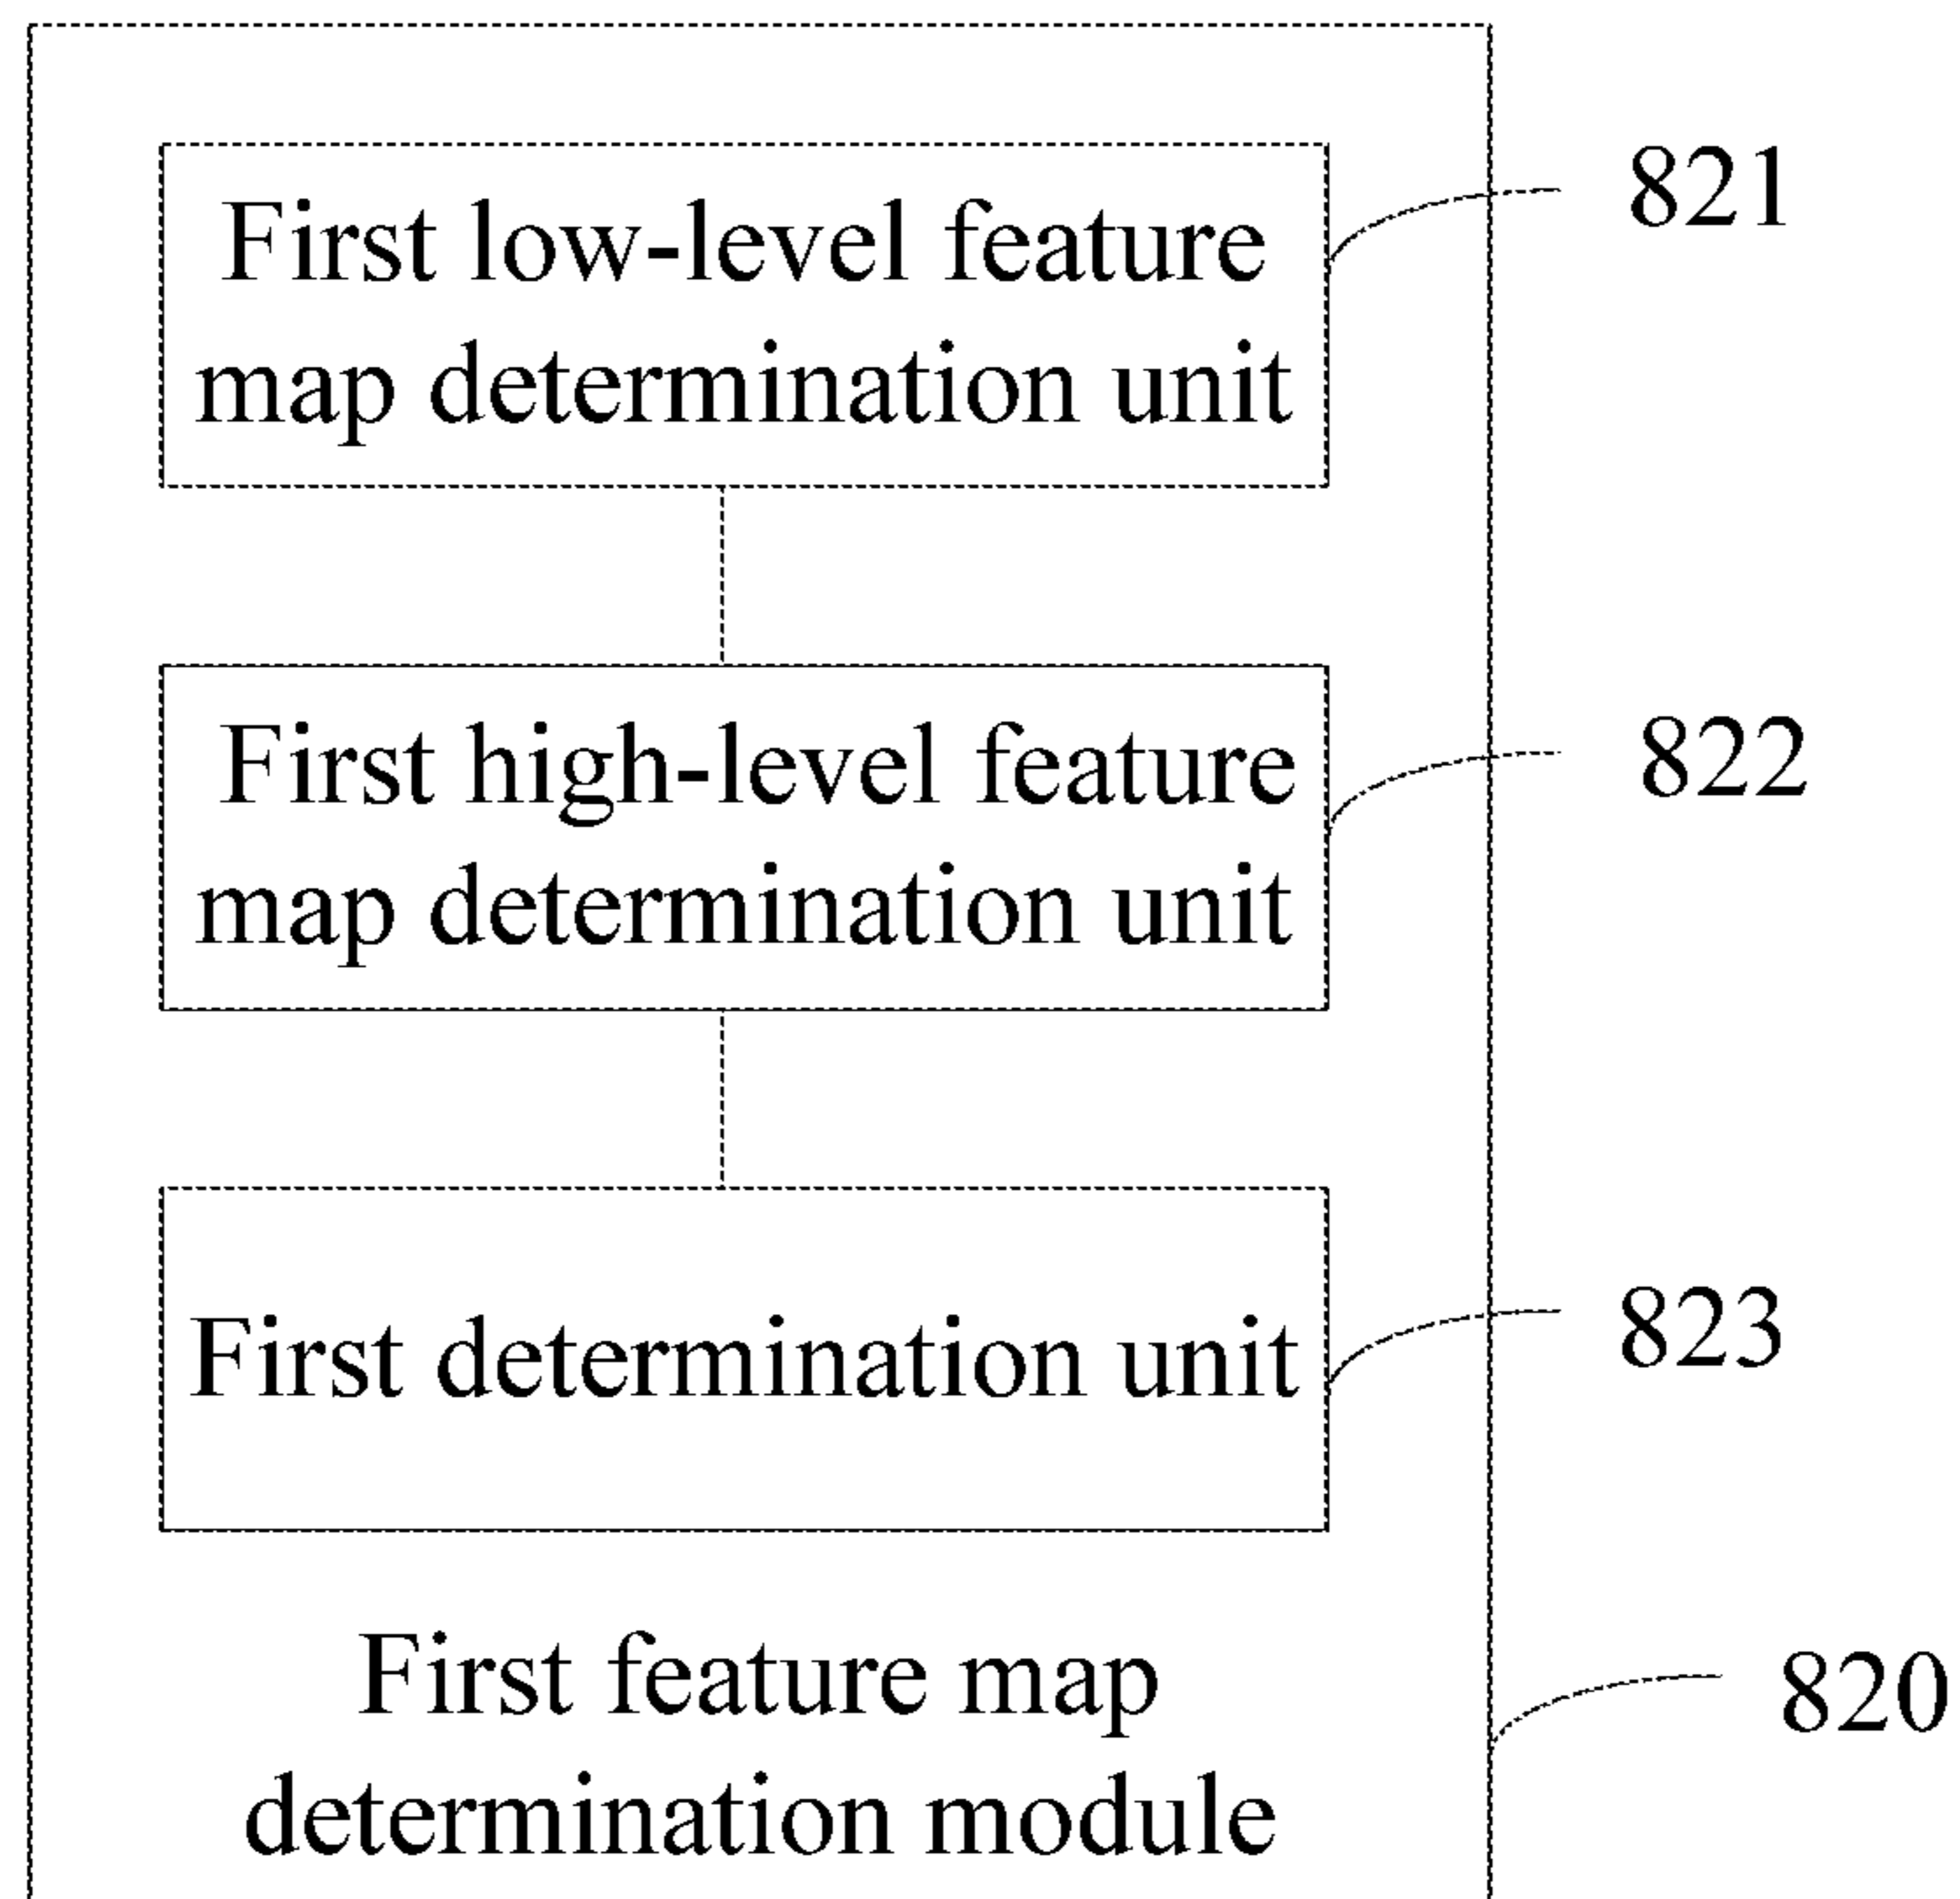 First low-level feature
map determination unit
821
First high-level feature
map determination unit
822
First determination unit
823
First feature map
determination module
820